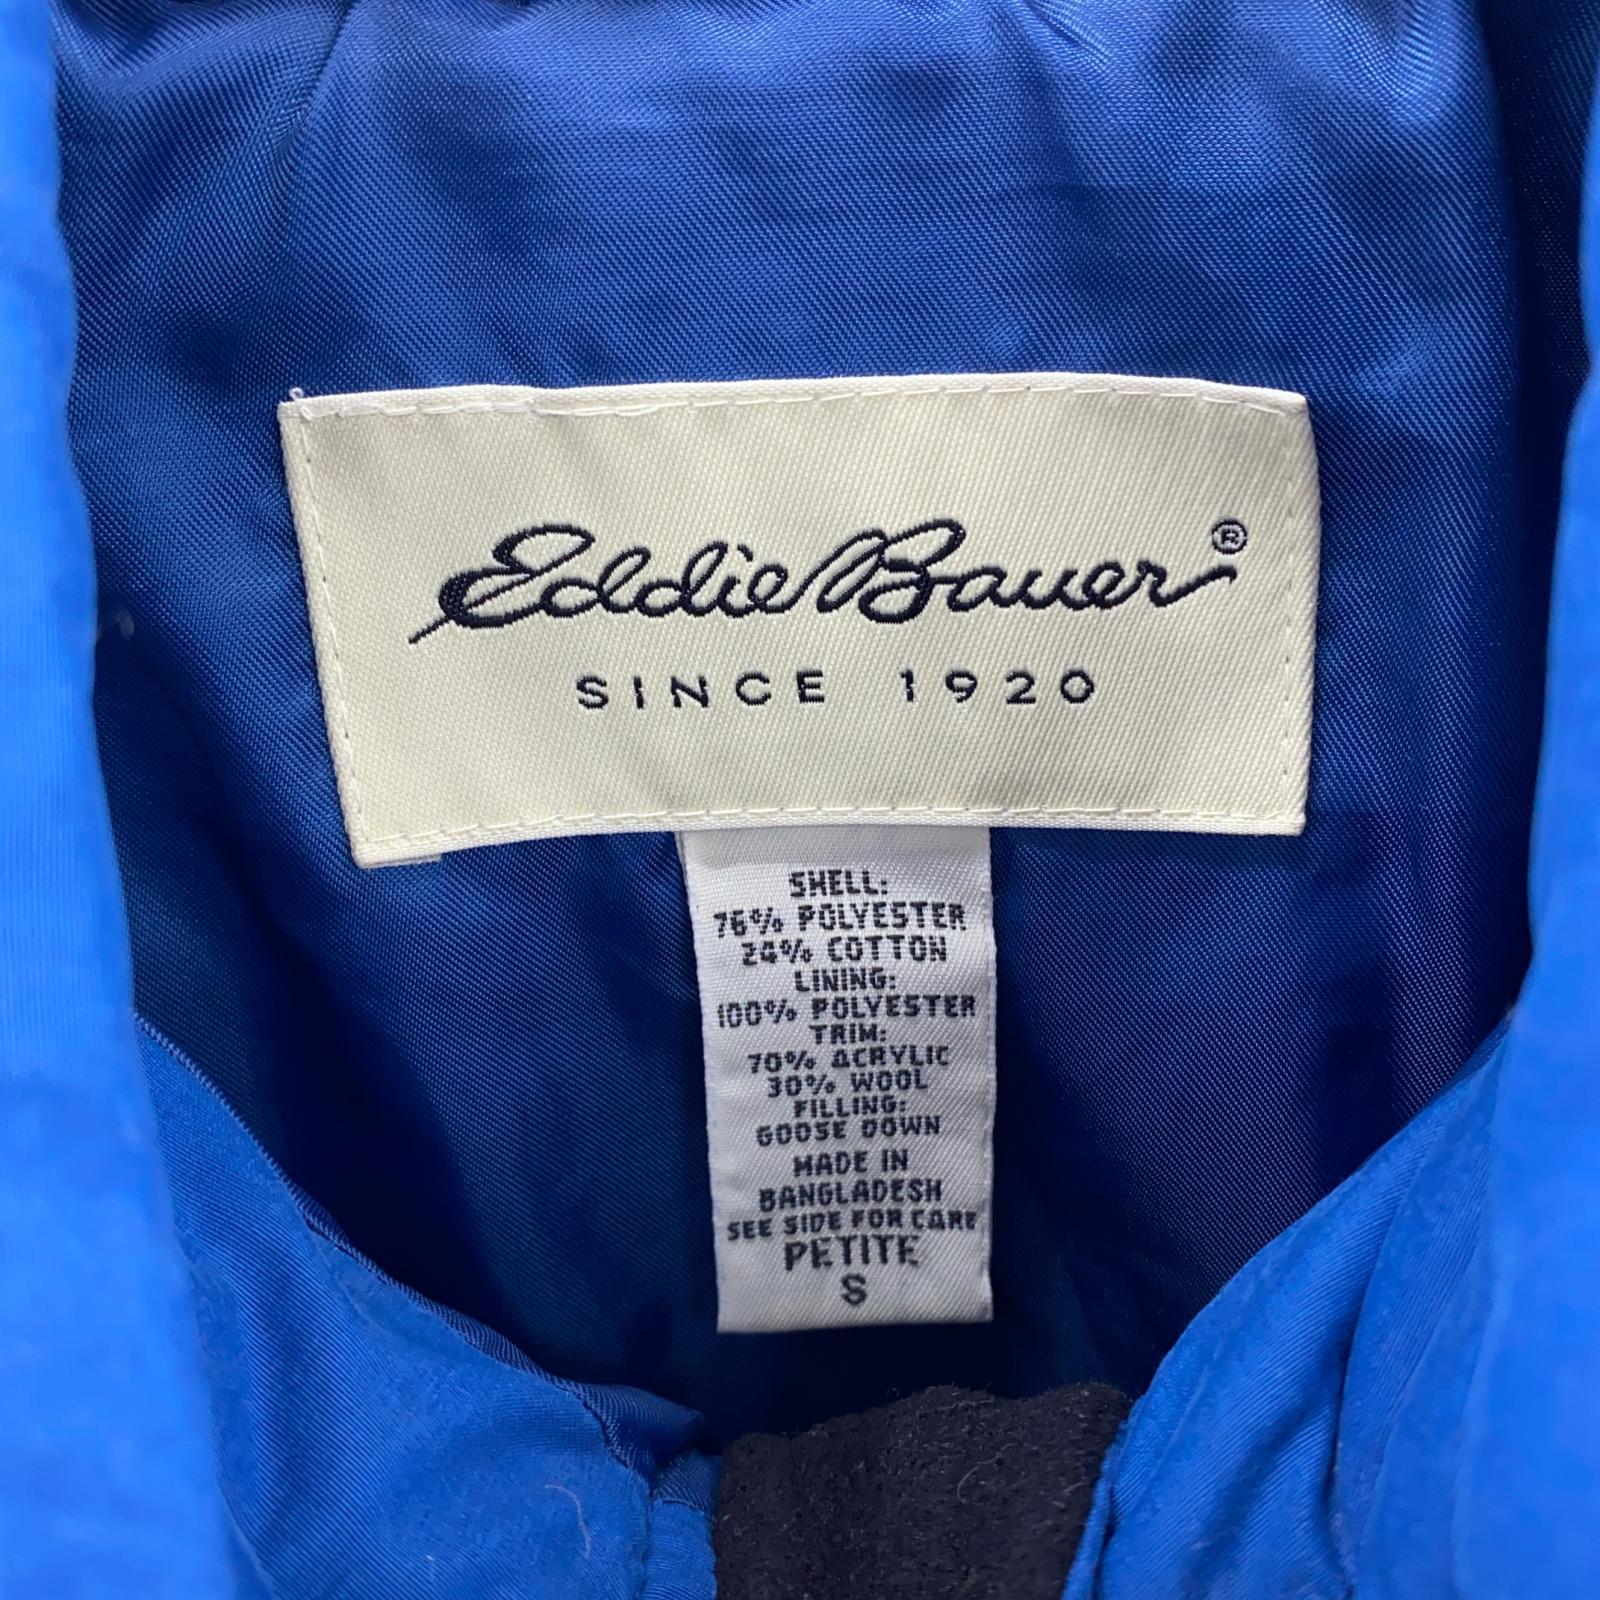 Eddie Bauer®
SINCE 1920
SHELL:
76% POLYESTER
24% COTTON
LINING:
100% POLYESTER
TRIM:
70% ACRYLIC
30% WOOL
FILLING:
GOOSE DOWN
MADE IN
BANGLADESH
SEE SIDE FOR CARE
PETITE
S